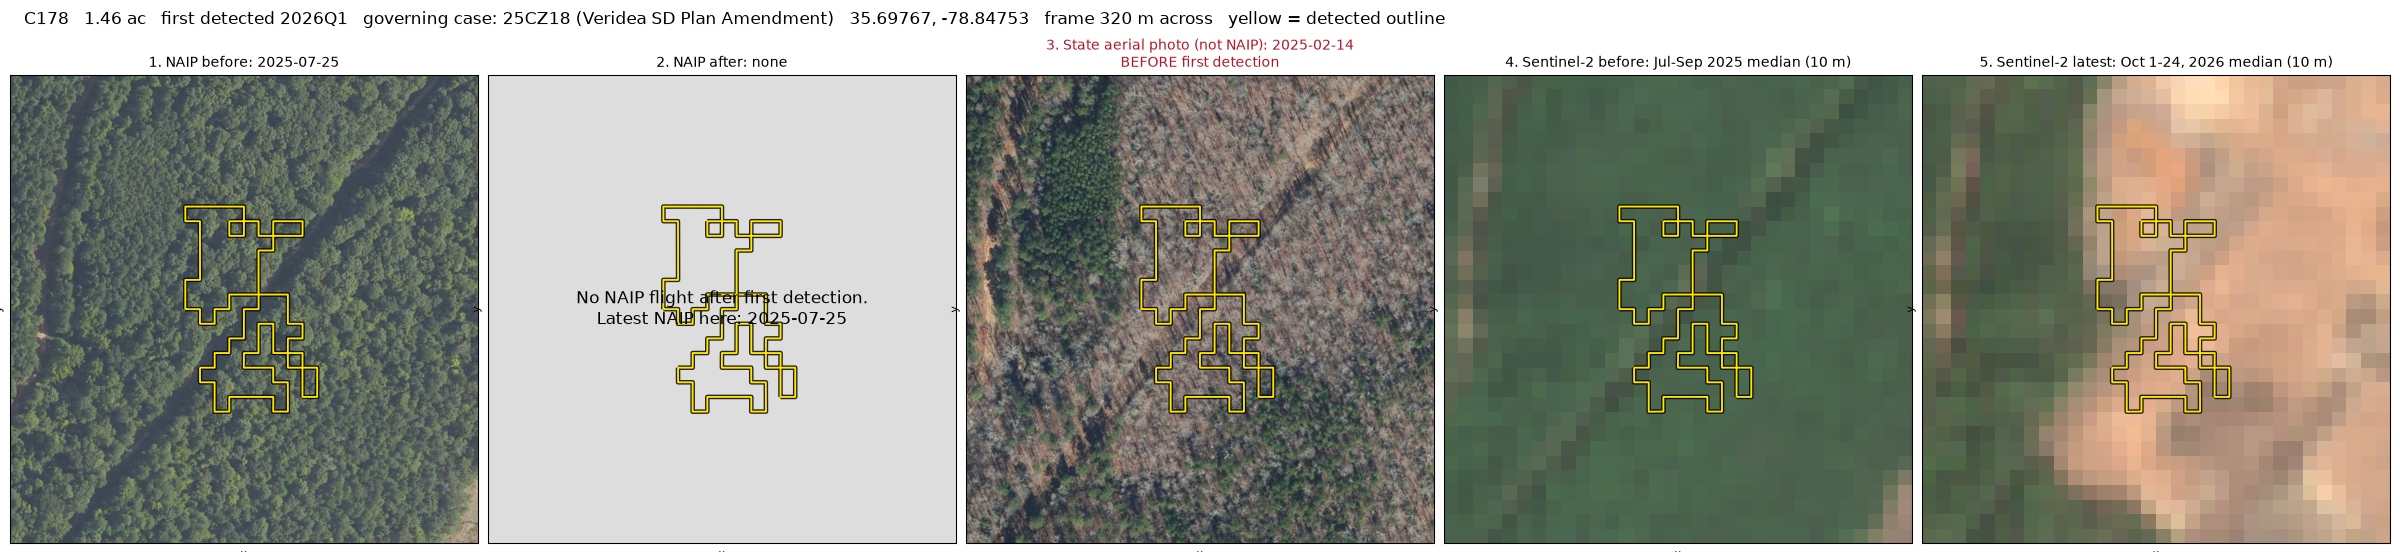 C178   1.46 ac   first detected 2026Q1   governing case: 25CZ18 (Veridea SD Plan Amendment)   35.69767, -78.84753   frame 320 m across   yellow = detected outline
1. NAIP before: 2025-07-25
2. NAIP after: none
3. State aerial photo (not NAIP): 2025-02-14
BEFORE first detection
4. Sentinel-2 before: Jul-Sep 2025 median (10 m)
5. Sentinel-2 latest: Oct 1-24, 2026 median (10 m)
No NAIP flight after first detection.
Latest NAIP here: 2025-07-25